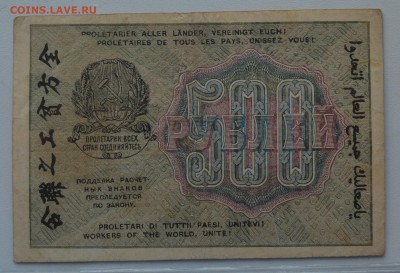 COINS.LAVE.RU
PROLETARIER ALLER LÄNDER, VEREINIGT EUCH!
PROLETAIRES DE TOUS LES PAYS, UNISSEZ VOUS!
500
РУБЛЕЙ
ПРОЛЕТАРИИ ВСЕХ
СТРАН СОЕДИНЯЙТЕСЬ
ПОДДЕЛКА РАСЧЕТ-
НЫХ ЗНАКОВ
ПРЕСЛЕДУЕТСЯ
ПО ЗАКОНУ.
PROLETARI DI TUTTI I PAESI, UNITEVI!
WORKERS OF THE WORLD, UNITE!